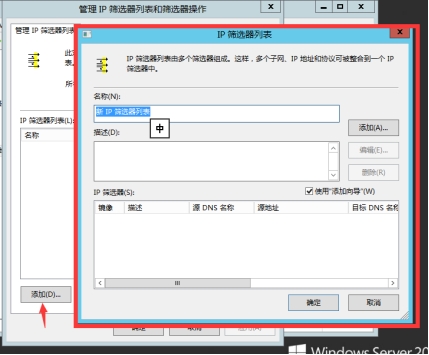 管理 IP 筛选器列表和筛选器操作
管理 IP 筛选器列表
IP 筛选器列表(L):
名称
添加(D)...
IP 筛选器列表
IP 筛选器列表由多个筛选器组成。这样，多个子网、IP 地址和协议可被整合到一个 IP
筛选器中。
名称(N):
新 IP 筛选器列表
中
描述(D):
添加(A)...
编辑(E)...
删除(R)
IP 筛选器(S):
使用"添加向导"(W)
镜像 描述 源 DNS 名称 源地址 目标 DNS 名称
确定 取消
Windows Server 20